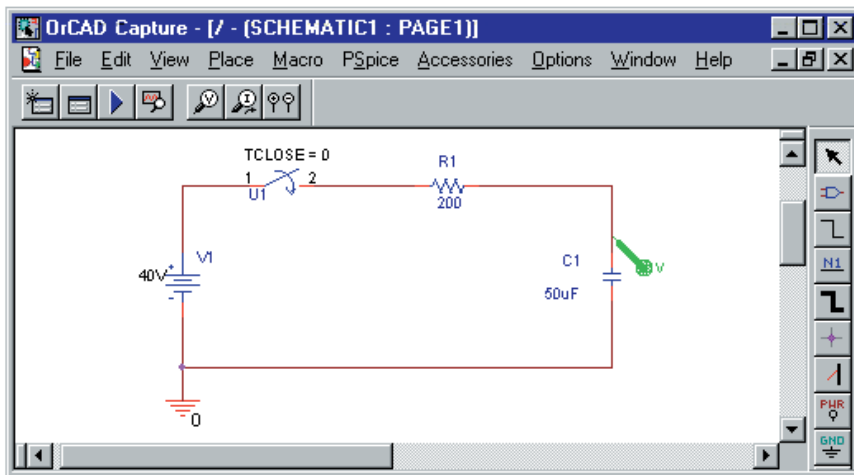 OrCAD Capture - [/ - (SCHEMATIC1 : PAGE1)]
File Edit View Place Macro PSpice Accessories Options Window Help
V I
TCLOSE = 0
1 2
U1
R1
200
V1
40V
+
-
C1
50uF
V
0
N1
PWR
GND